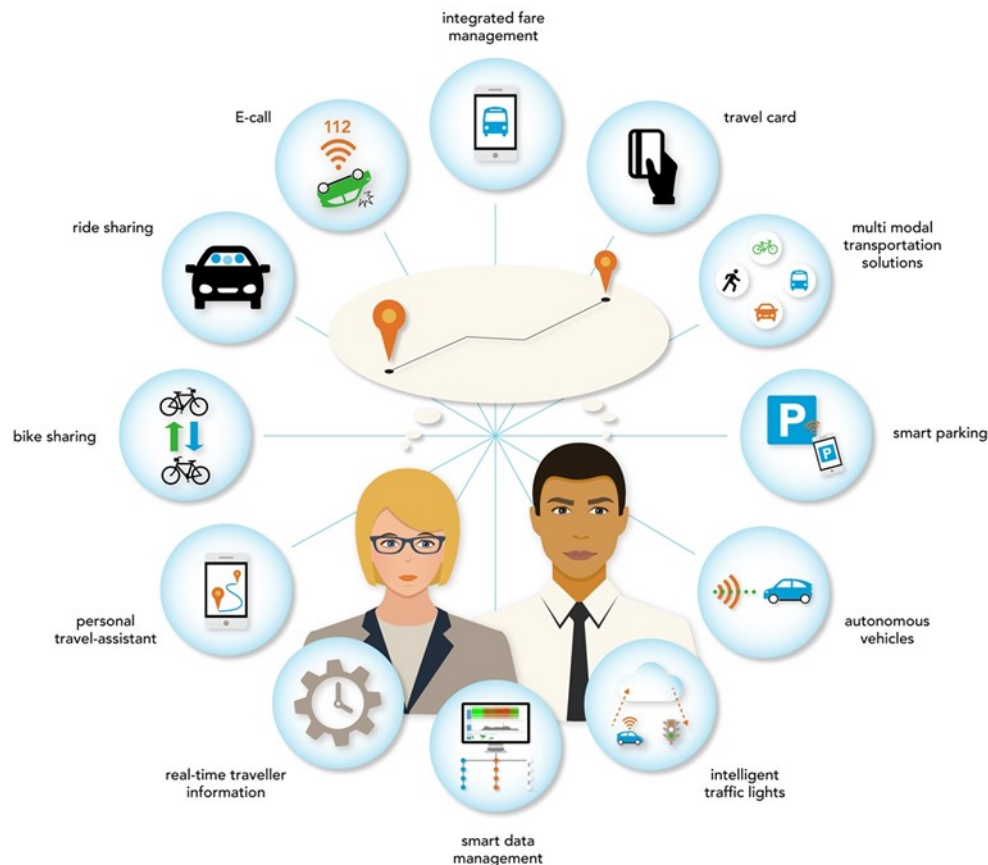 integrated fare
management
E-call
112
travel card
ride sharing
multi modal
transportation
solutions
bike sharing
P
P
smart parking
personal
travel-assistant
autonomous
vehicles
real-time traveller
information
intelligent
traffic lights
smart data
management